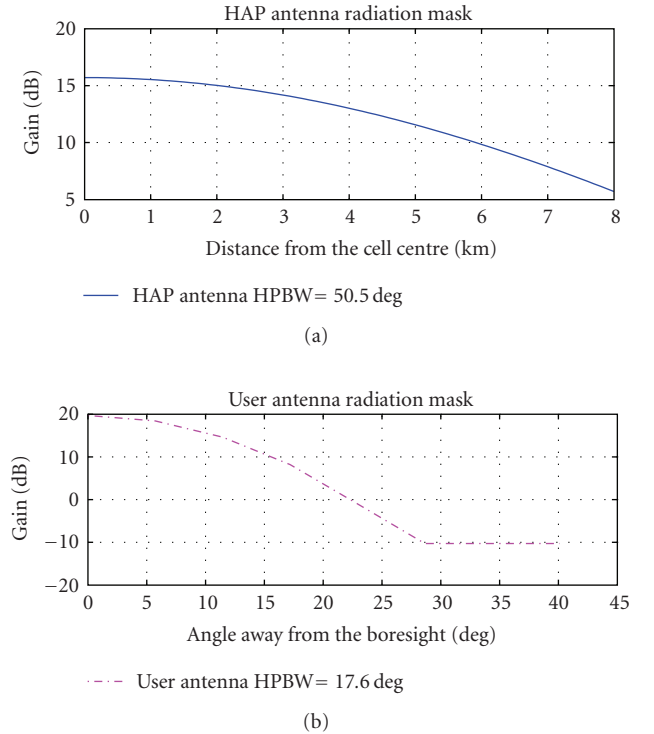 HAP antenna radiation mask
20
15
10
5
Gain (dB)
0 1 2 3 4 5 6 7 8
Distance from the cell centre (km)
HAP antenna HPBW= 50.5 deg
(a)
User antenna radiation mask
20
10
0
−10
−20
Gain (dB)
0 5 10 15 20 25 30 35 40 45
Angle away from the boresight (deg)
User antenna HPBW= 17.6 deg
(b)